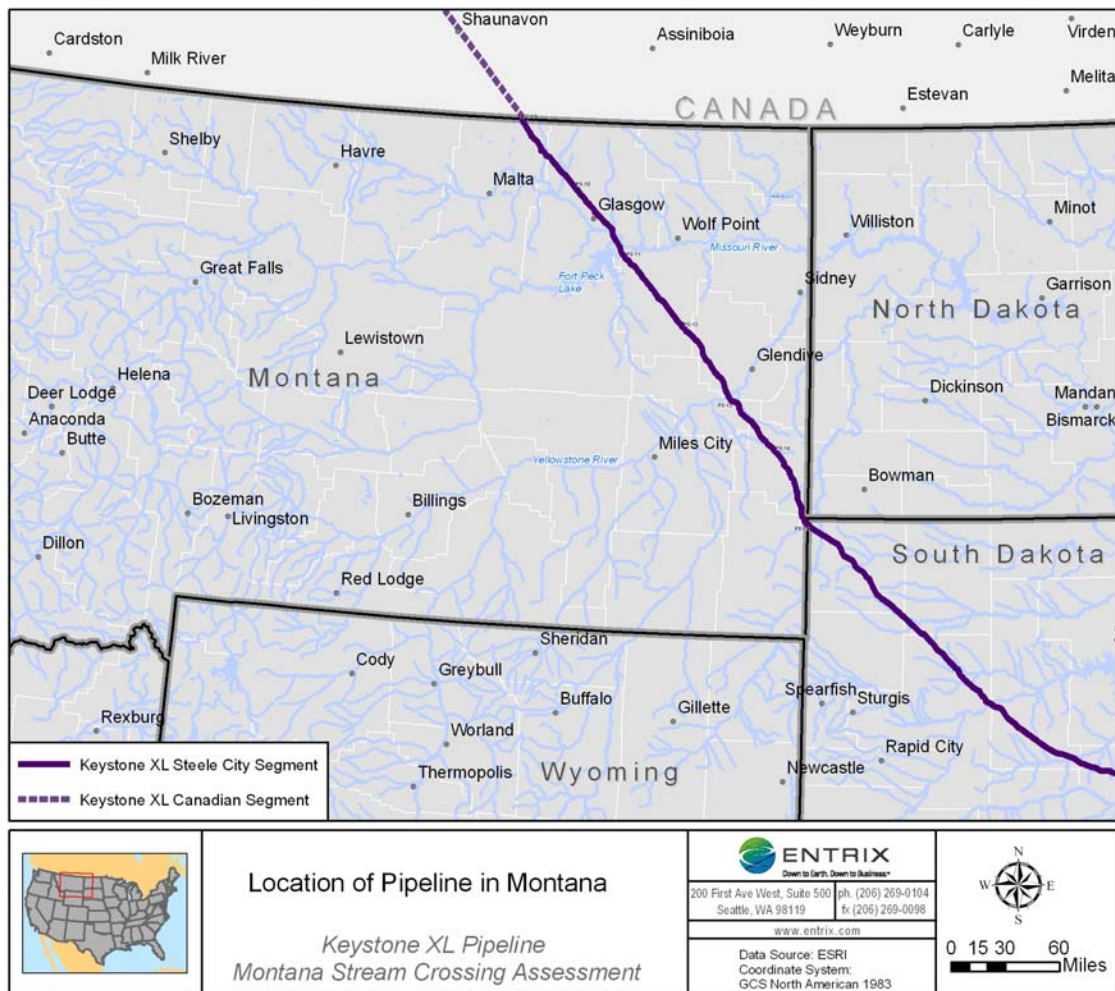 Shaunavon
Cardston
Assiniboia
Weyburn
Carlyle
Virden
Milk River
Melita
Estevan
CANADA
Shelby
Havre
Malta
Glasgow
Wolf Point
Williston
Minot
Missouri River
Great Falls
Fort Peck
Lake
Sidney
Garrison
North Dakota
Lewistown
Glendive
Helena
Montana
Dickinson
Mandan
Deer Lodge
Anaconda
Bismarck
Butte
Miles City
Yellowstone River
Bowman
Bozeman
Billings
Livingston
Dillon
South Dakota
Red Lodge
Sheridan
Cody
Greybull
Buffalo
Gillette
Spearfish
Sturgis
Rexburg
Worland
Rapid City
Thermopolis
Wyoming
Newcastle
Keystone XL Steele City Segment
Keystone XL Canadian Segment
Location of Pipeline in Montana
Keystone XL Pipeline
Montana Stream Crossing Assessment
ENTRIX
Down to Earth. Down to Business.
200 First Ave West, Suite 500
Seattle, WA 98119
ph. (206) 269-0104
fx (206) 269-0098
www.entrix.com
Data Source: ESRI
Coordinate System:
GCS North American 1983
N
W E
S
0 15 30 60
Miles